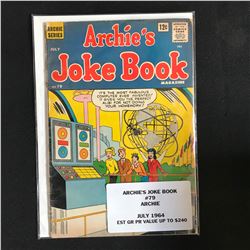 ARCHIE SERIES
JULY
12¢
Archie's
Joke Book
MAGAZINE
NO. 79
IT'S THE MOST FABULOUS
COMPUTER EVER INVENTED!
IT GIVES YOU THE PERFECT
ALIBI FOR NOT DOING
YOUR HOMEWORK!
ARCHIE'S JOKE BOOK
#79
ARCHIE
JULY 1964
EST GR PR VALUE UP TO $240